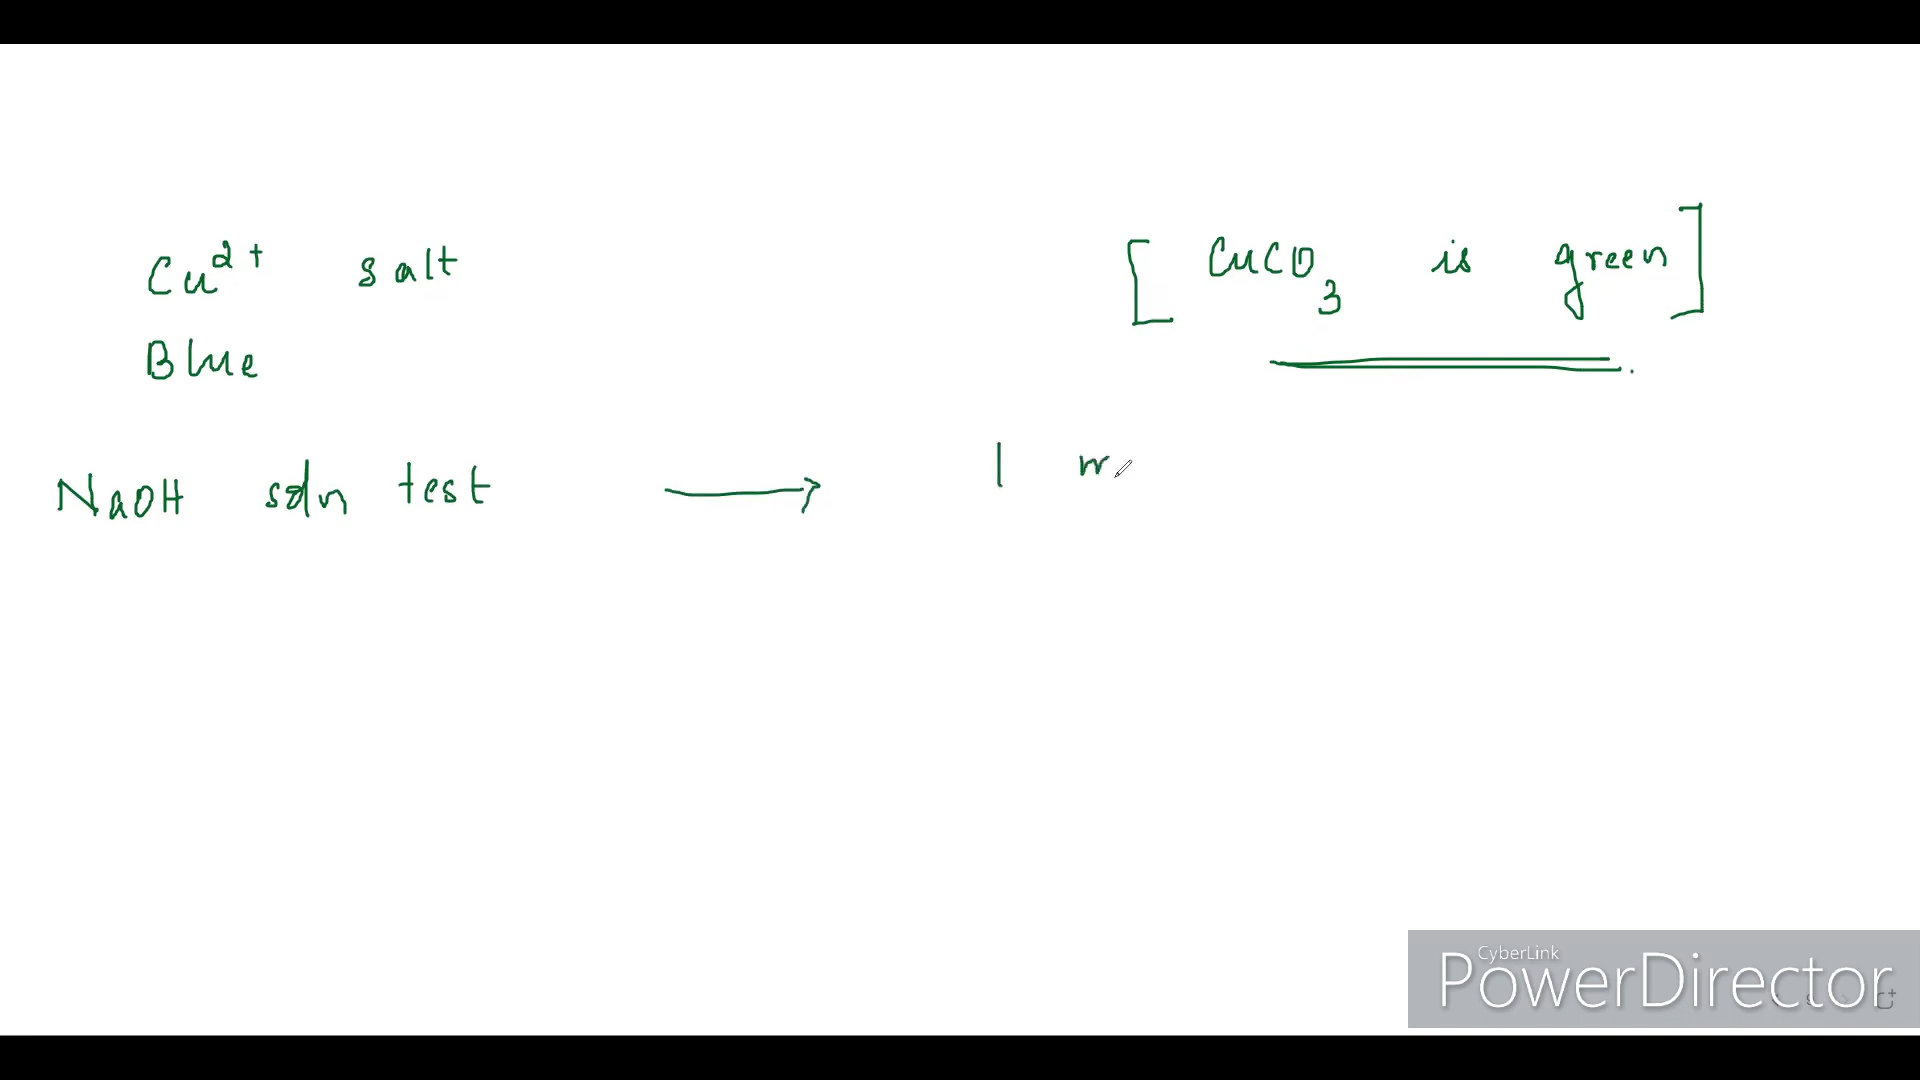 Cu²⁺ salt
[ CuCO₃ is green ]
Blue
NaOH soln test → 1 m
CyberLink
PowerDirector